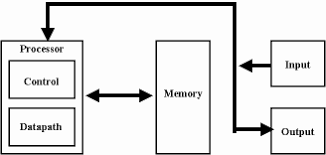 Processor
Control
Datapath
Memory
Input
Output